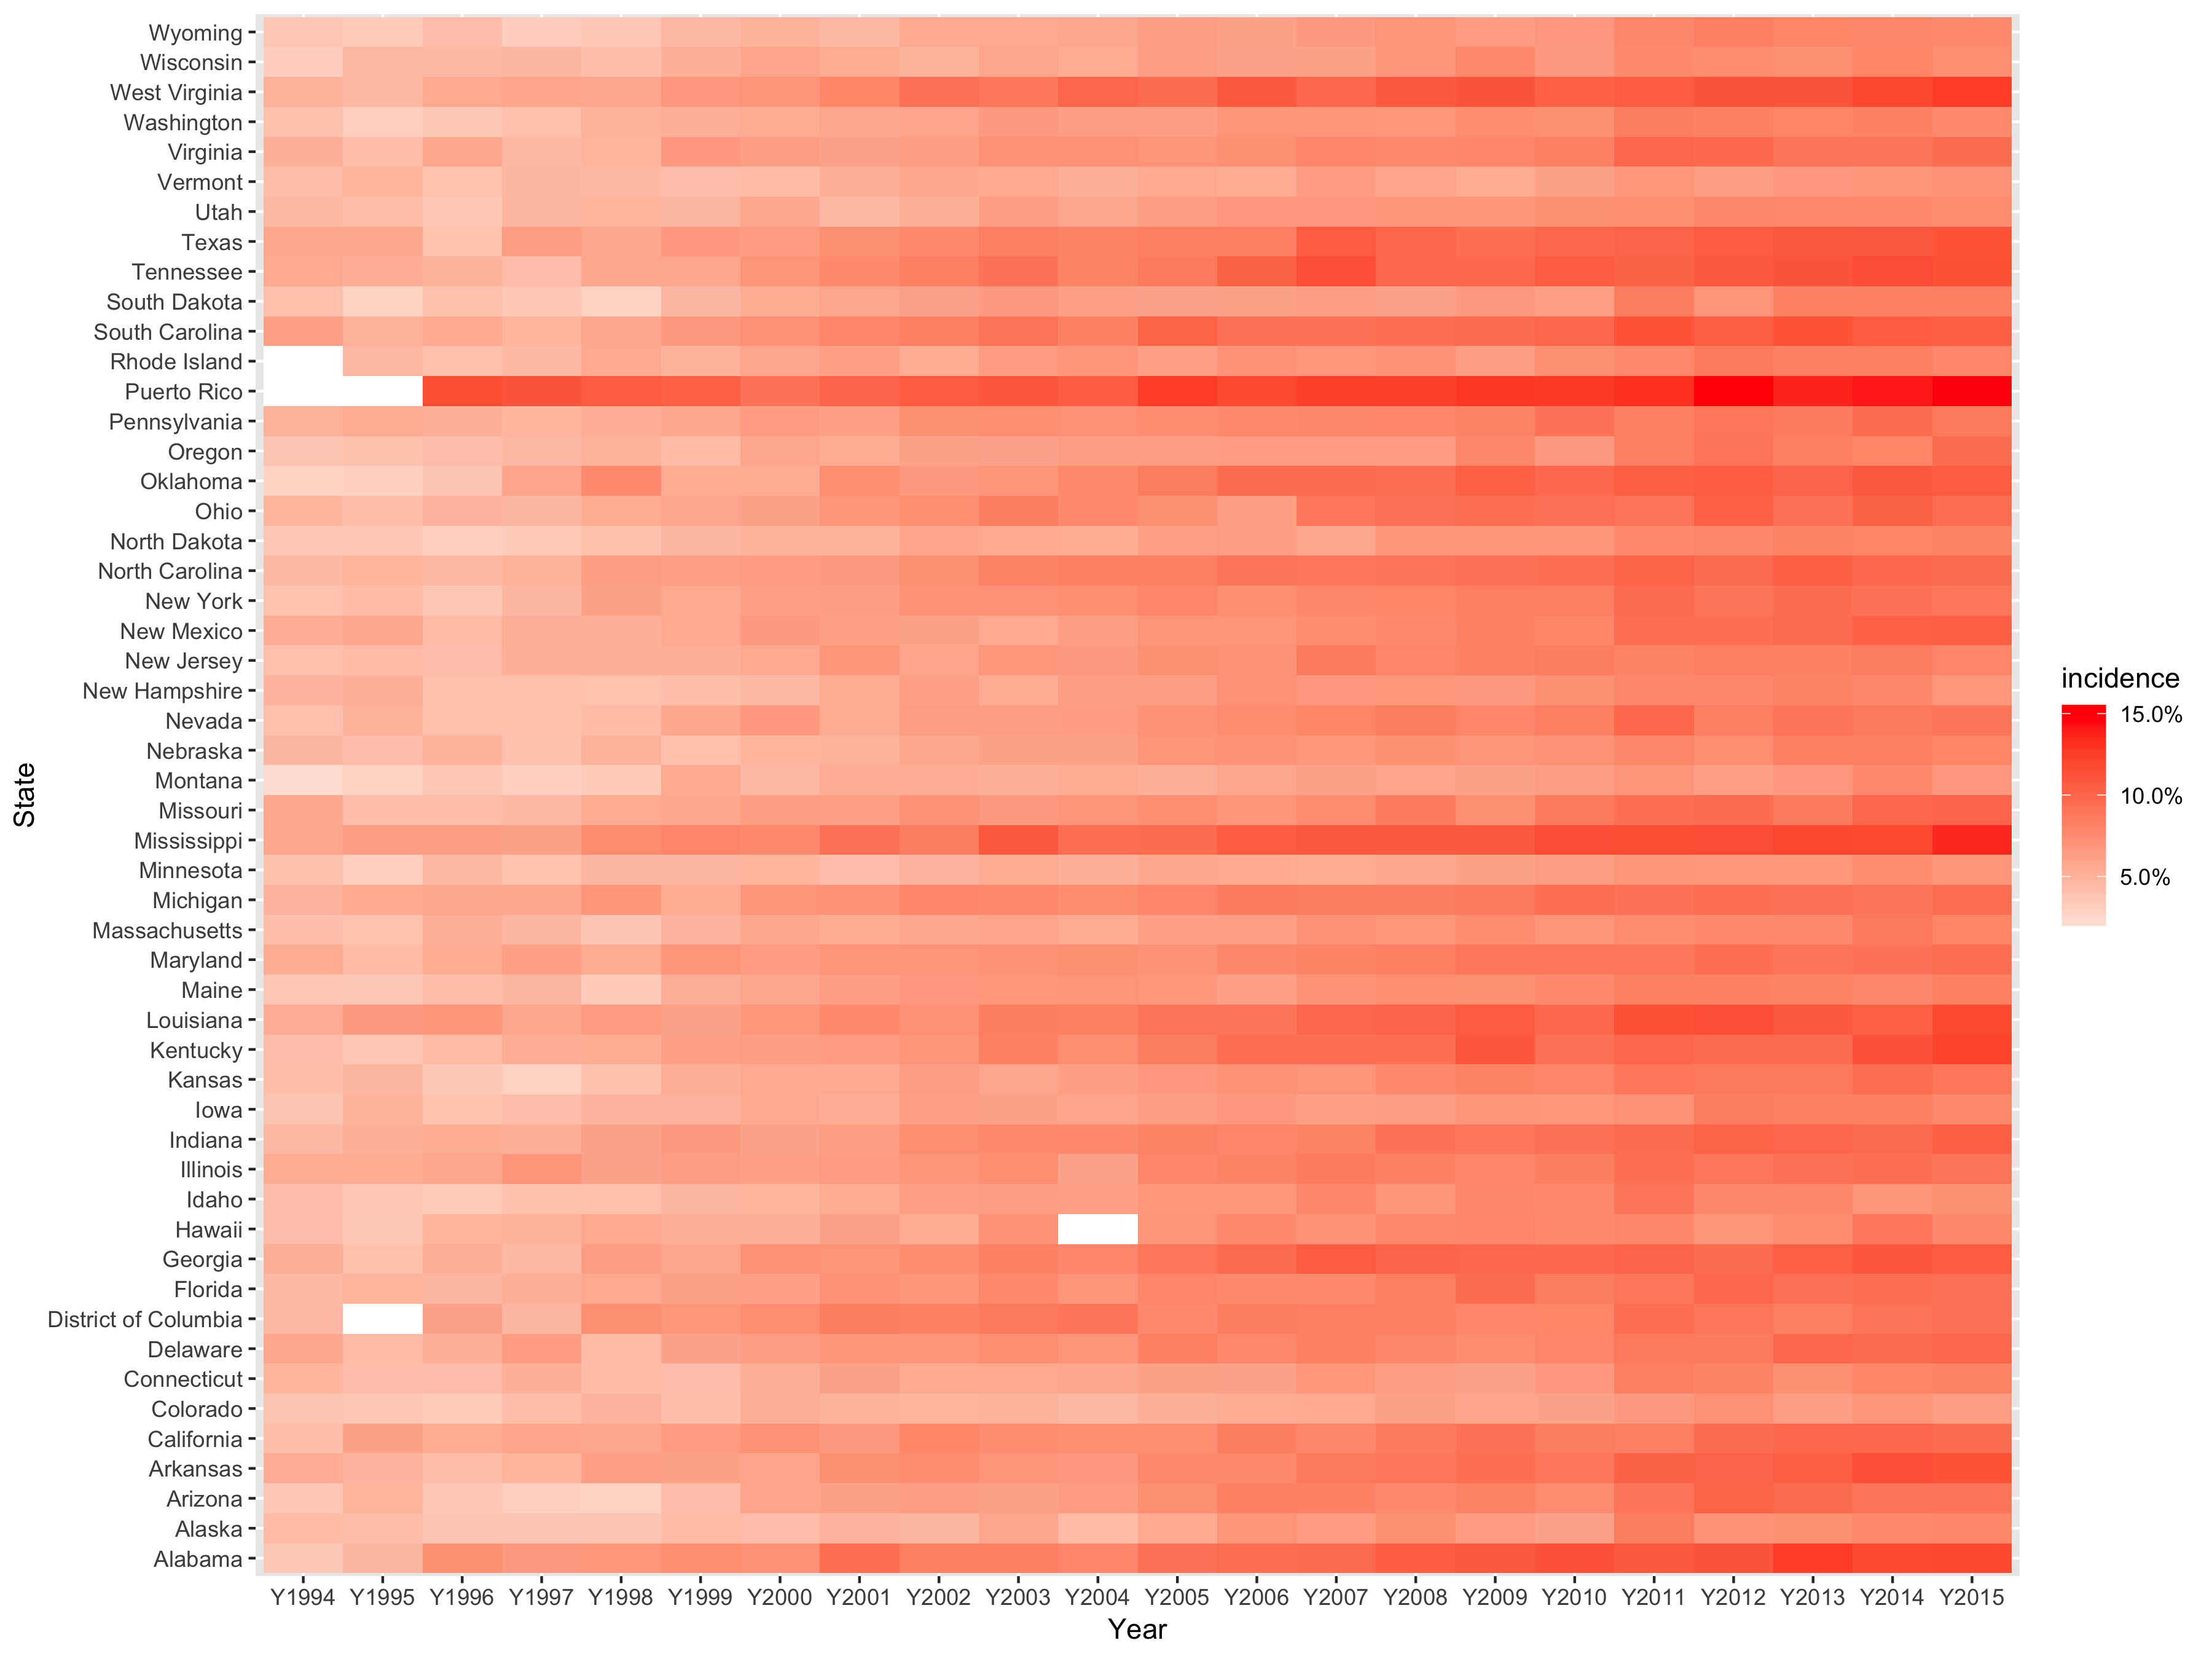 Wyoming
Wisconsin
West Virginia
Washington
Virginia
Vermont
Utah
Texas
Tennessee
South Dakota
South Carolina
Rhode Island
Puerto Rico
Pennsylvania
Oregon
Oklahoma
Ohio
North Dakota
North Carolina
New York
New Mexico
New Jersey
New Hampshire
Nevada
Nebraska
Montana
Missouri
Mississippi
Minnesota
Michigan
Massachusetts
Maryland
Maine
Louisiana
Kentucky
Kansas
Iowa
Indiana
Illinois
Idaho
Hawaii
Georgia
Florida
District of Columbia
Delaware
Connecticut
Colorado
California
Arkansas
Arizona
Alaska
Alabama
State
Y1994 Y1995 Y1996 Y1997 Y1998 Y1999 Y2000 Y2001 Y2002 Y2003 Y2004 Y2005 Y2006 Y2007 Y2008 Y2009 Y2010 Y2011 Y2012 Y2013 Y2014 Y2015
Year
incidence
15.0%
10.0%
5.0%